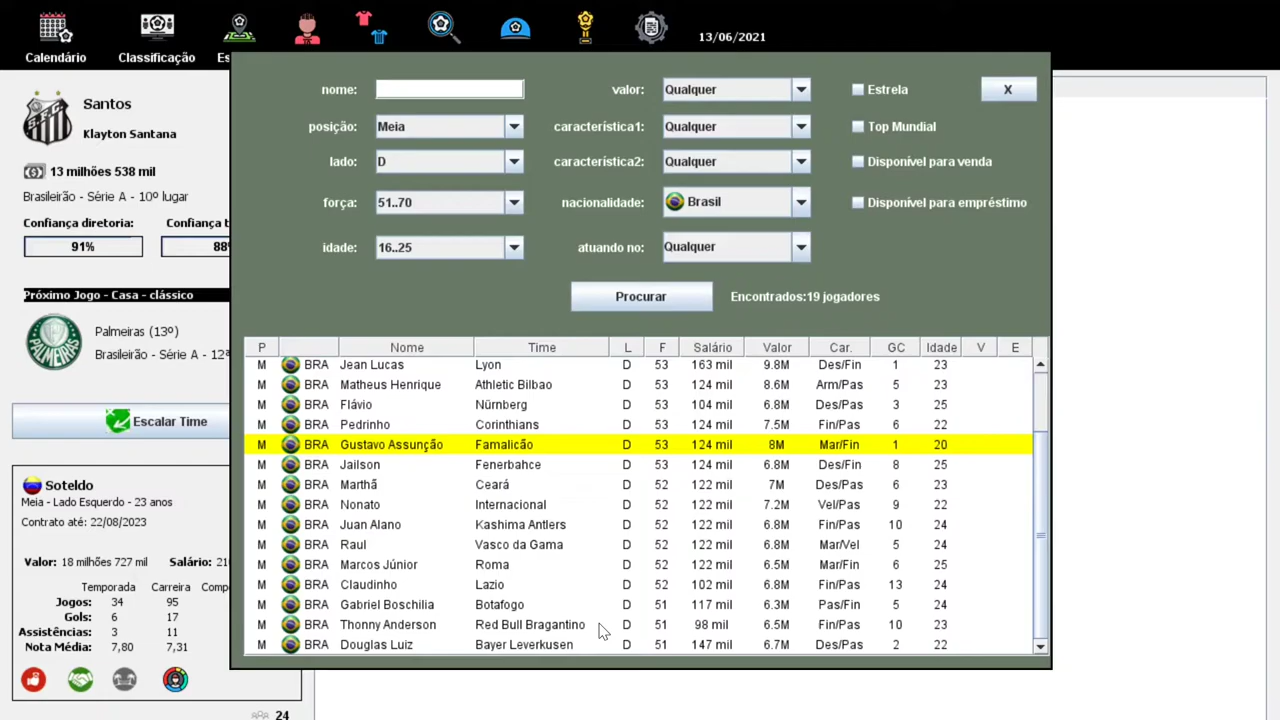 13/06/2021
Calendário Classificação Es
Santos
Klayton Santana
13 milhões 538 mil
Brasileirão - Série A - 10º lugar
Confiança diretoria: Confiança t
91% 88%
Próximo Jogo - Casa - clássico
Palmeiras (13º)
Brasileirão - Série A - 12ª
Escalar Time
Soteldo
Meia - Lado Esquerdo - 23 anos
Contrato até: 22/08/2023
Valor: 18 milhões 727 mil Salário: 21
Temporada Carreira Comp
Jogos: 34 95
Gols: 6 17
Assistências: 3 11
Nota Média: 7,80 7,31
24
nome: valor: Qualquer Estrela X
posição: Meia característica1: Qualquer Top Mundial
lado: D característica2: Qualquer Disponível para venda
força: 51..70 nacionalidade: Brasil Disponível para empréstimo
idade: 16..25 atuando no: Qualquer
Procurar Encontrados:19 jogadores
P Nome Time L F Salário Valor Car. GC Idade V E
M BRA Jean Lucas Lyon D 53 163 mil 9.8M Des/Fin 1 23
M BRA Matheus Henrique Athletic Bilbao D 53 124 mil 8.6M Arm/Pas 5 23
M BRA Flávio Nürnberg D 53 104 mil 6.8M Des/Pas 3 25
M BRA Pedrinho Corinthians D 53 124 mil 7.5M Fin/Pas 6 22
M BRA Gustavo Assunção Famalicão D 53 124 mil 8M Mar/Fin 1 20
M BRA Jailson Fenerbahce D 53 124 mil 6.8M Des/Fin 8 25
M BRA Marthã Ceará D 52 122 mil 7M Des/Pas 6 23
M BRA Nonato Internacional D 52 122 mil 7.2M Vel/Pas 9 22
M BRA Juan Alano Kashima Antlers D 52 122 mil 6.8M Fin/Pas 10 24
M BRA Raul Vasco da Gama D 52 122 mil 6.8M Mar/Vel 5 24
M BRA Marcos Júnior Roma D 52 122 mil 6.5M Mar/Fin 6 25
M BRA Claudinho Lazio D 52 102 mil 6.8M Fin/Pas 13 24
M BRA Gabriel Boschilia Botafogo D 51 117 mil 6.3M Pas/Fin 5 24
M BRA Thonny Anderson Red Bull Bragantino D 51 98 mil 6.5M Fin/Pas 10 23
M BRA Douglas Luiz Bayer Leverkusen D 51 147 mil 6.7M Des/Pas 2 22